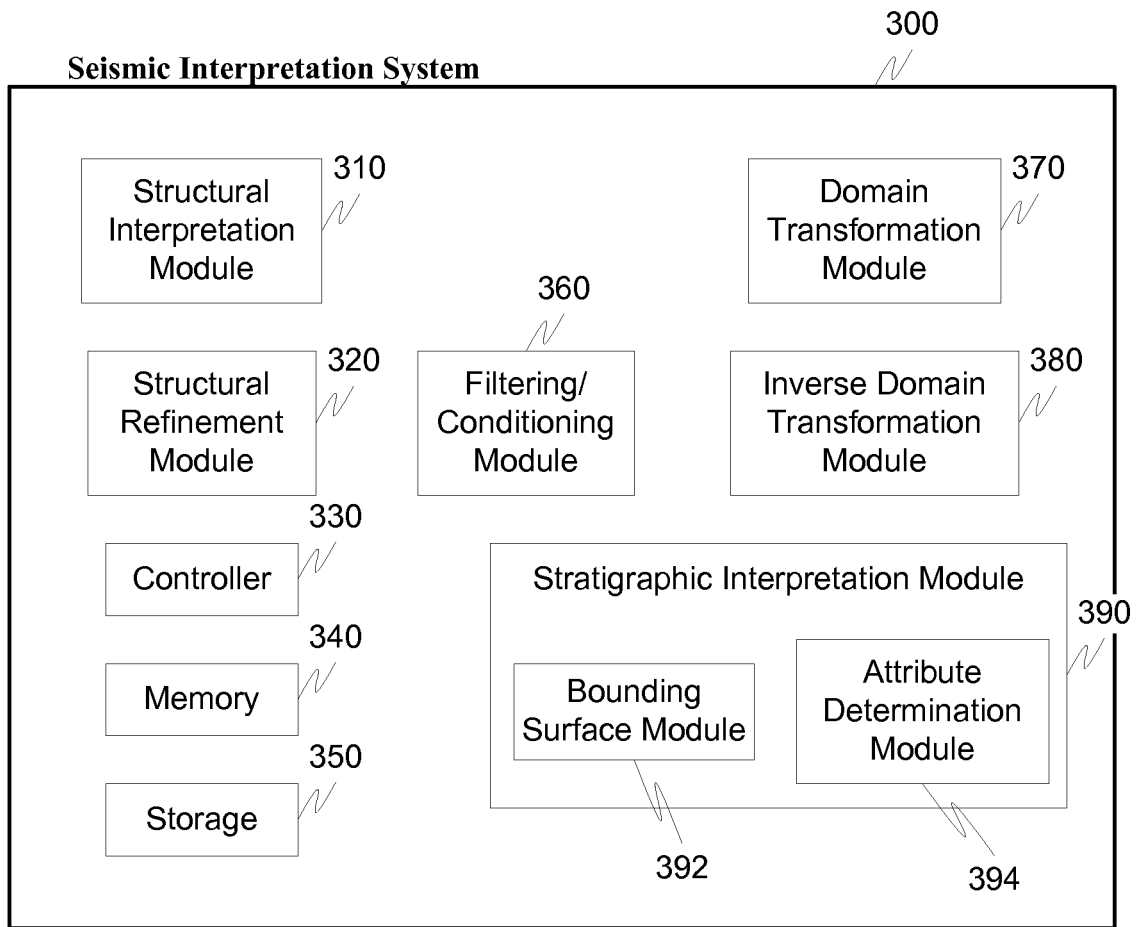 300
Seismic Interpretation System
310
Structural
Interpretation
Module
370
Domain
Transformation
Module
320
Structural
Refinement
Module
360
Filtering/
Conditioning
Module
380
Inverse Domain
Transformation
Module
330
Controller
340
Memory
350
Storage
390
Stratigraphic Interpretation Module
Bounding
Surface Module
392
Attribute
Determination
Module
394